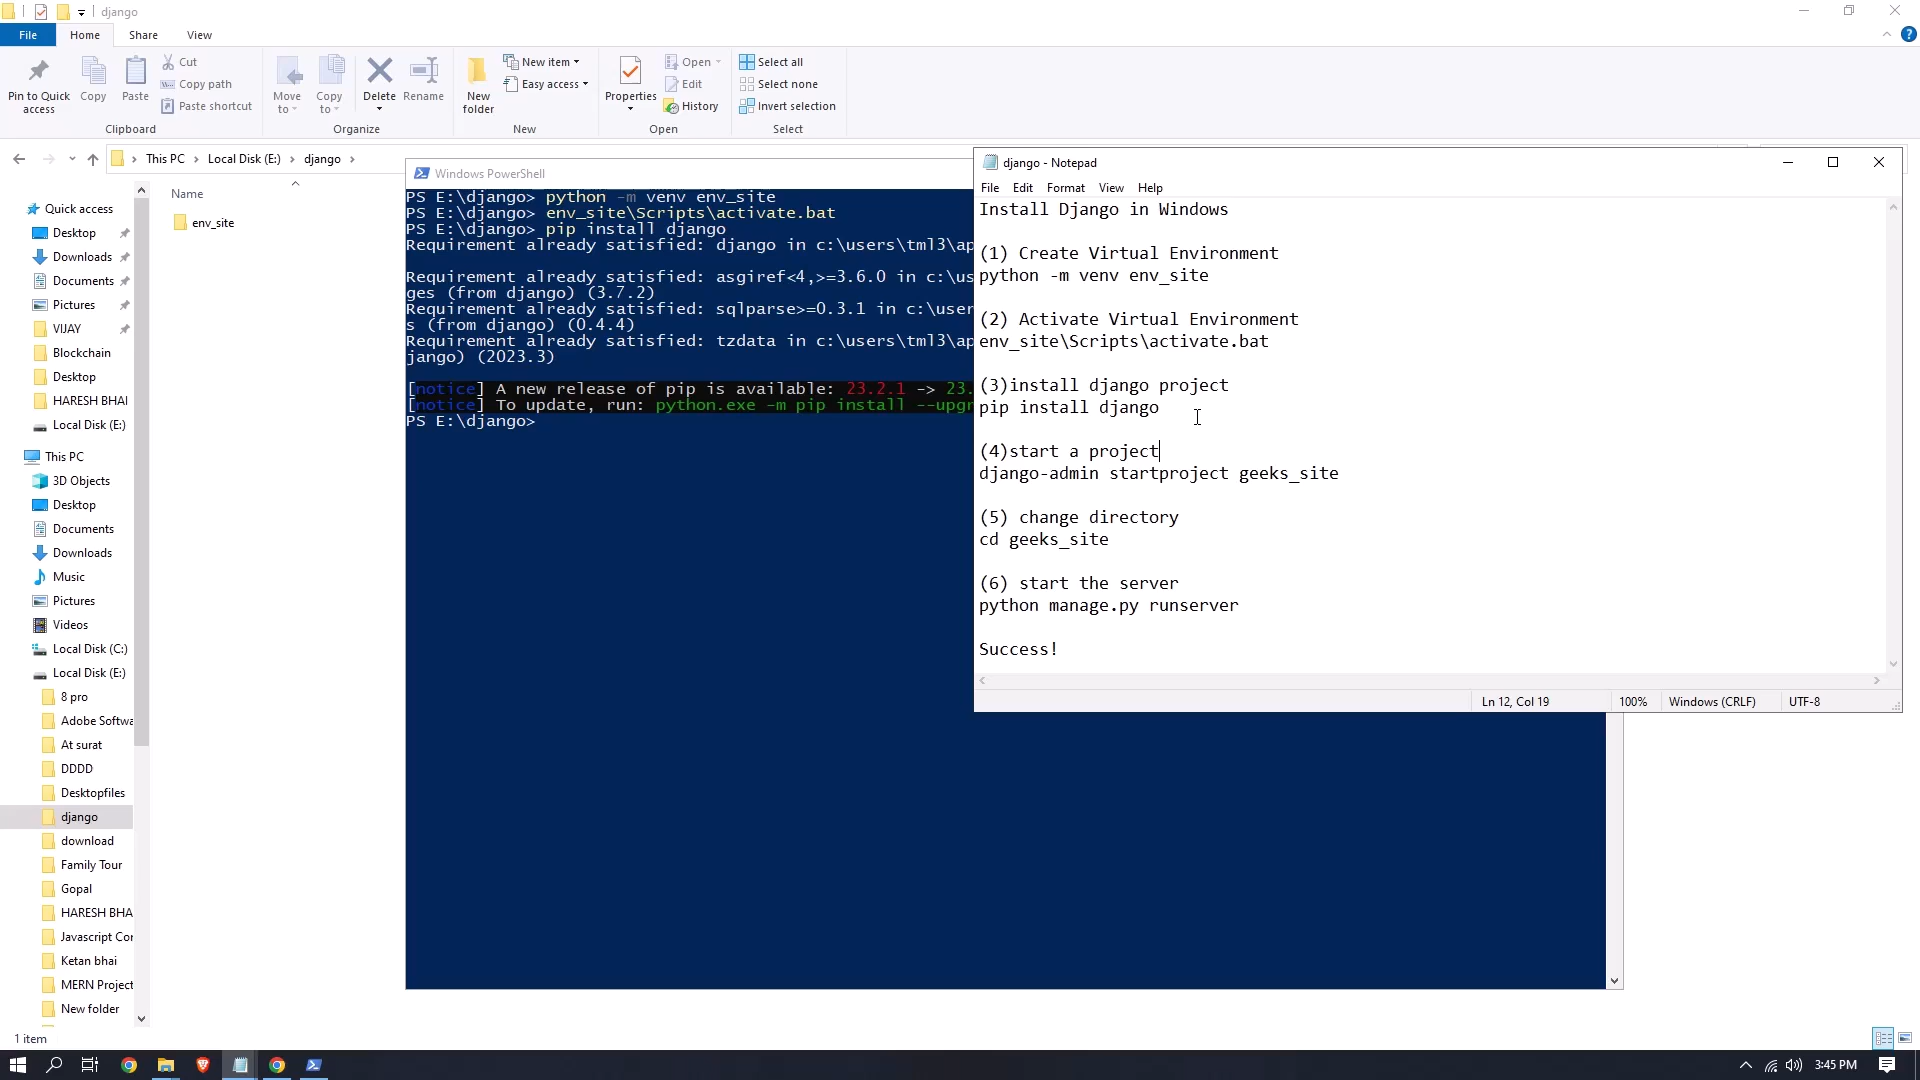 django
File
Home
Share
View
Pin to Quick access
Copy
Paste
Cut
Copy path
Paste shortcut
Clipboard
Move to
Copy to
Delete
Rename
Organize
New folder
New item
Easy access
New
Properties
Open
Edit
History
Open
Select all
Select none
Invert selection
Select
This PC
Local Disk (E:)
django
Quick access
Desktop
Downloads
Documents
Pictures
VIJAY
Blockchain
Desktop
HARESH BHAI
Local Disk (E:)
This PC
3D Objects
Desktop
Documents
Downloads
Music
Pictures
Videos
Local Disk (C:)
Local Disk (E:)
8 pro
Adobe Softwa
At surat
DDDD
Desktopfiles
django
download
Family Tour
Gopal
HARESH BHA
Javascript Cor
Ketan bhai
MERN Project
New folder
Name
env_site
1 item
Windows PowerShell
PS E:\django> python -m venv env_site
PS E:\django> env_site\Scripts\activate.bat
PS E:\django> pip install django
Requirement already satisfied: django in c:\users\tml3\ap
Requirement already satisfied: asgiref<4,>=3.6.0 in c:\us
ges (from django) (3.7.2)
Requirement already satisfied: sqlparse>=0.3.1 in c:\user
s (from django) (0.4.4)
Requirement already satisfied: tzdata in c:\users\tml3\ap
jango) (2023.3)
[notice] A new release of pip is available: 23.2.1 -> 23.
[notice] To update, run: python.exe -m pip install --upgr
PS E:\django>
django - Notepad
File Edit Format View Help
Install Django in Windows
(1) Create Virtual Environment
python -m venv env_site
(2) Activate Virtual Environment
env_site\Scripts\activate.bat
(3)install django project
pip install django
(4)start a project
django-admin startproject geeks_site
(5) change directory
cd geeks_site
(6) start the server
python manage.py runserver
Success!
Ln 12, Col 19
100%
Windows (CRLF)
UTF-8
3:45 PM